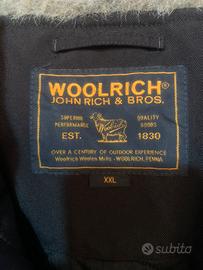 WOOLRICH®
JOHN RICH & BROS.
SUPERIOR PERFORMANCE
QUALITY GOODS
Woolrich
EST. 1830
OVER A CENTURY OF OUTDOOR EXPERIENCE
Woolrich Woolen Mills - WOOLRICH, PENNA.
XXL
subito